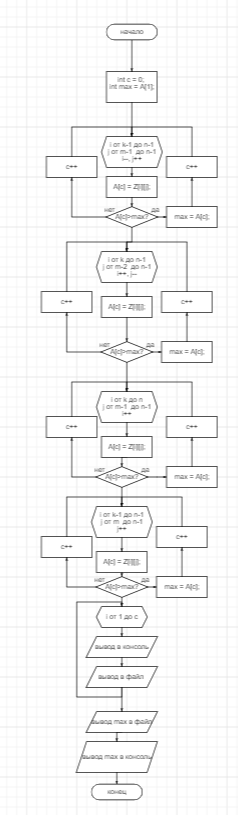 начало
int c = 0;
int max = A[1];
i от k-1 до n-1
j от m-1 до n-1
i--, j++
c++
c++
A[c] = Z[i][j];
нет
да
A[c]>max?
max = A[c];
i от k до n-1
j от m-2 до n-1
i++, j--
c++
c++
A[c] = Z[i][j];
нет
да
A[c]>max?
max = A[c];
i от k до n
j от m-1 до n-1
i++
c++
c++
A[c] = Z[i][j];
нет
да
A[c]>max?
max = A[c];
i от k-1 до n-1
j от m до n-1
j++
c++
c++
A[c] = Z[i][j];
нет
да
A[c]>max?
max = A[c];
i от 1 до c
вывод в консоль
вывод в файл
вывод max в файл
вывод max в консоль
конец